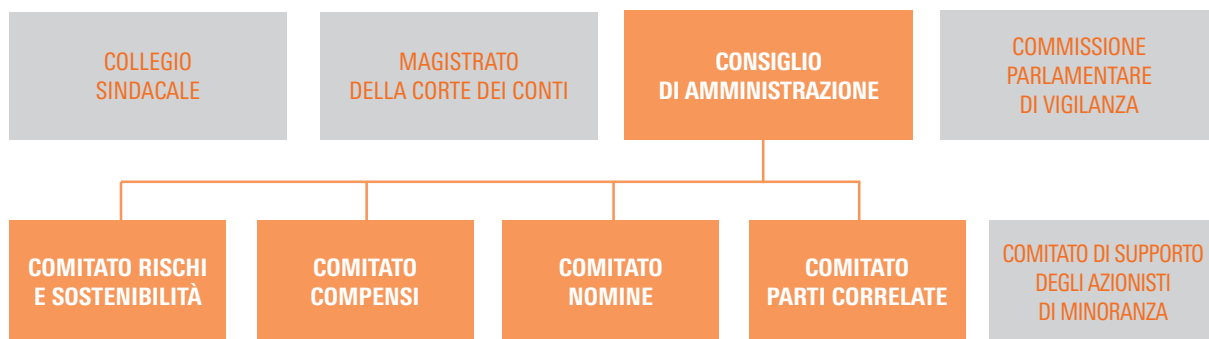 COLLEGIO
SINDACALE
MAGISTRATO
DELLA CORTE DEI CONTI
CONSIGLIO
DI AMMINISTRAZIONE
COMMISSIONE
PARLAMENTARE
DI VIGILANZA
COMITATO RISCHI
E SOSTENIBILITÀ
COMITATO
COMPENSI
COMITATO
NOMINE
COMITATO
PARTI CORRELATE
COMITATO DI SUPPORTO
DEGLI AZIONISTI
DI MINORANZA